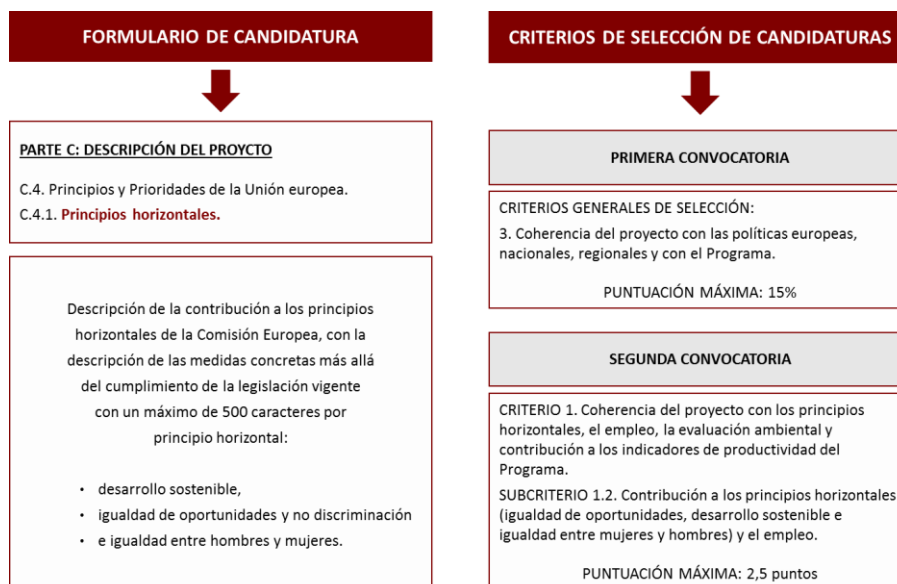 FORMULARIO DE CANDIDATURA
PARTE C: DESCRIPCIÓN DEL PROYCTO
C.4. Principios y Prioridades de la Unión europea.
C.4.1. Principios horizontales.
Descripción de la contribución a los principios
horizontales de la Comisión Europea, con la
descripción de las medidas concretas más allá
del cumplimiento de la legislación vigente
con un máximo de 500 caracteres por
principio horizontal:
• desarrollo sostenible,
• igualdad de oportunidades y no discriminación
• e igualdad entre hombres y mujeres.
CRITERIOS DE SELECCIÓN DE CANDIDATURAS
PRIMERA CONVOCATORIA
CRITERIOS GENERALES DE SELECCIÓN:
3. Coherencia del proyecto con las políticas europeas,
nacionales, regionales y con el Programa.
PUNTUACIÓN MÁXIMA: 15%
SEGUNDA CONVOCATORIA
CRITERIO 1. Coherencia del proyecto con los principios
horizontales, el empleo, la evaluación ambiental y
contribución a los indicadores de productividad del
Programa.
SUBCRITERIO 1.2. Contribución a los principios horizontales
(igualdad de oportunidades, desarrollo sostenible e
igualdad entre mujeres y hombres) y el empleo.
PUNTUACIÓN MÁXIMA: 2,5 puntos